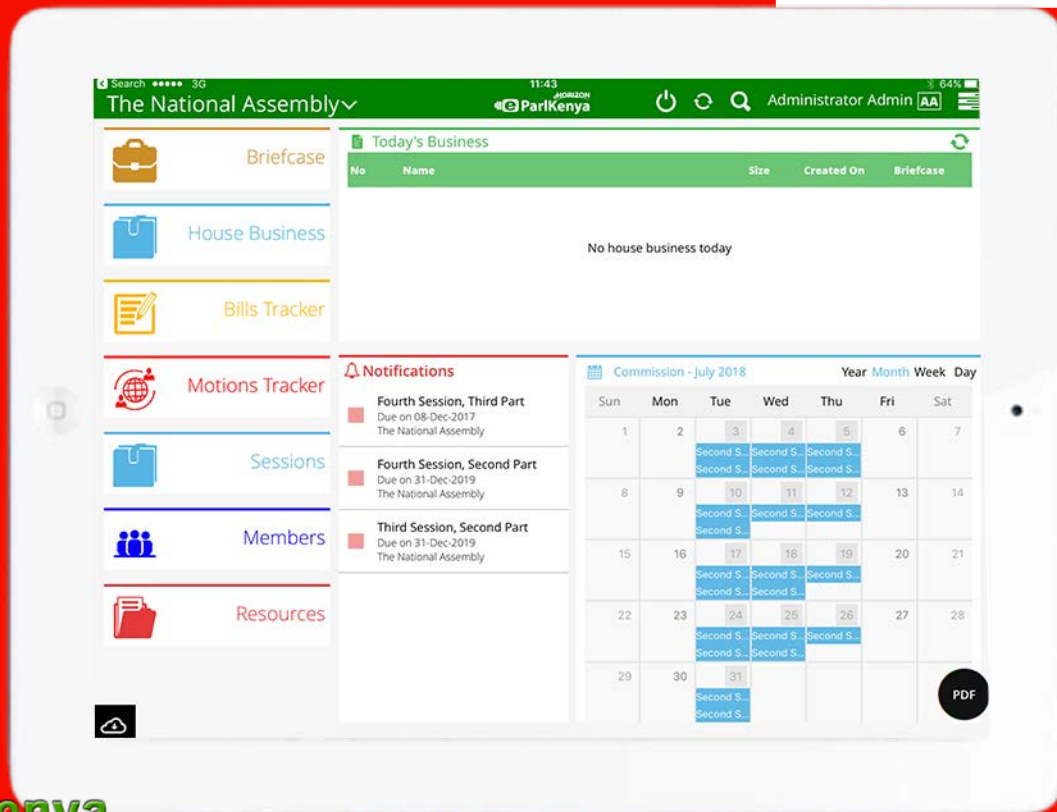 Search ●●●●● 3G
11:43
64%
The National Assembly
HORIZON
eParlKenya
Administrator Admin AA
Briefcase
House Business
Bills Tracker
Motions Tracker
Sessions
Members
Resources
Today's Business
No Name Size Created On Briefcase
No house business today
Notifications
Fourth Session, Third Part
Due on 08-Dec-2017
The National Assembly
Fourth Session, Second Part
Due on 31-Dec-2019
The National Assembly
Third Session, Second Part
Due on 31-Dec-2019
The National Assembly
Commission - July 2018 Year Month Week Day
Sun Mon Tue Wed Thu Fri Sat
1 2 3 4 5 6 7
Second S... Second S... Second S...
Second S... Second S... Second S...
8 9 10 11 12 13 14
Second S... Second S... Second S...
Second S...
15 16 17 18 19 20 21
Second S... Second S... Second S...
Second S... Second S...
22 23 24 25 26 27 28
Second S... Second S... Second S...
Second S... Second S...
29 30 31
Second S...
Second S...
PDF